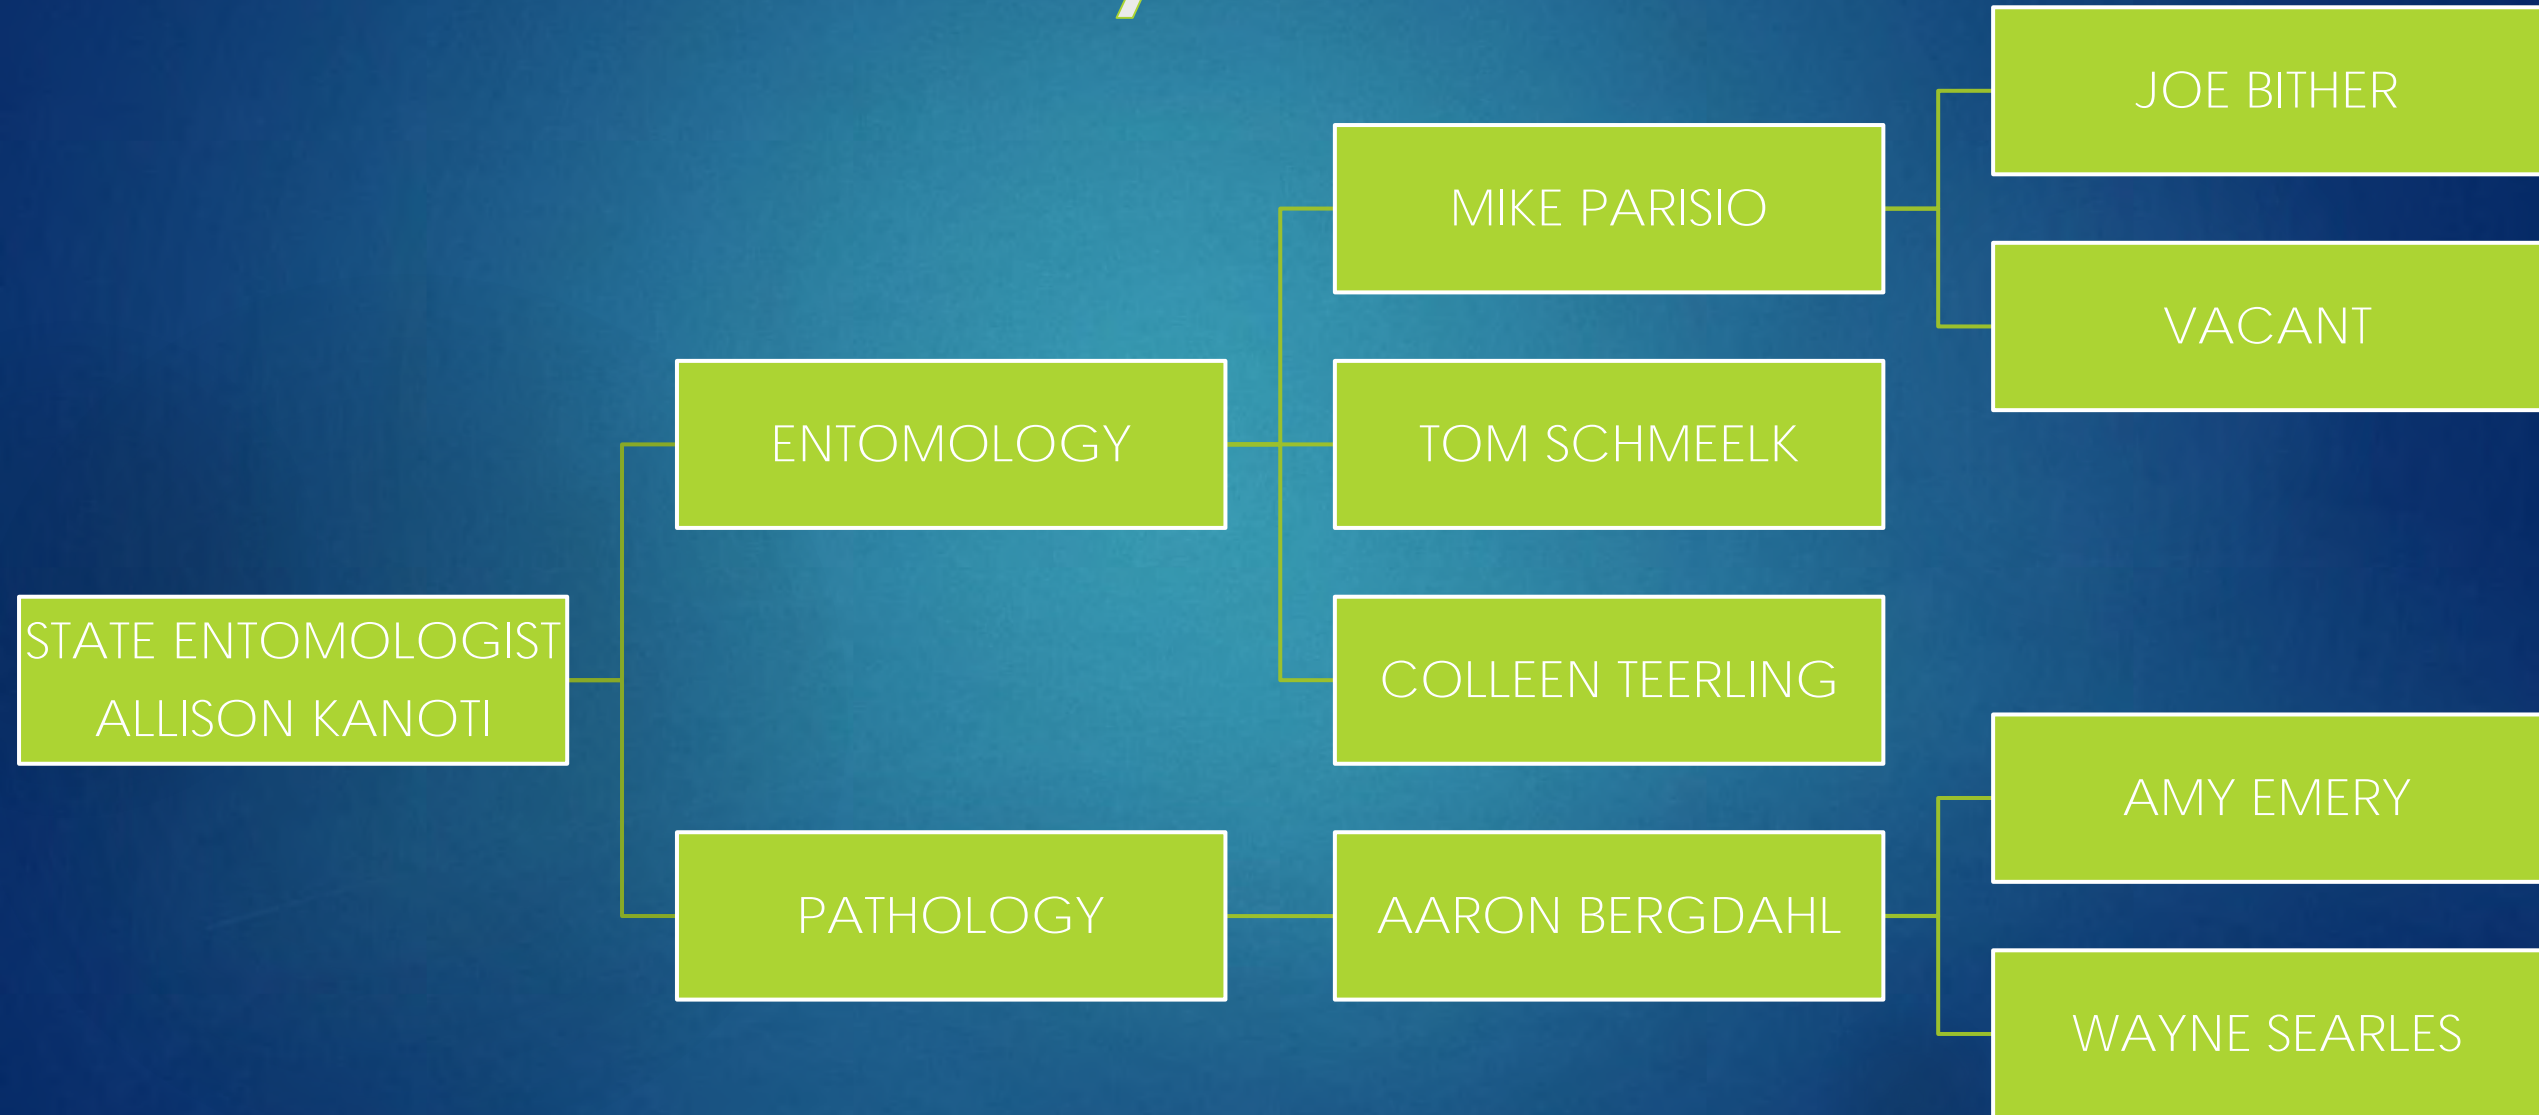 JOE BITHER
MIKE PARISIO
VACANT
ENTOMOLOGY
TOM SCHMEELK
STATE ENTOMOLOGIST
ALLISON KANOTI
COLLEEN TEERLING
AMY EMERY
PATHOLOGY
AARON BERGDAHL
WAYNE SEARLES